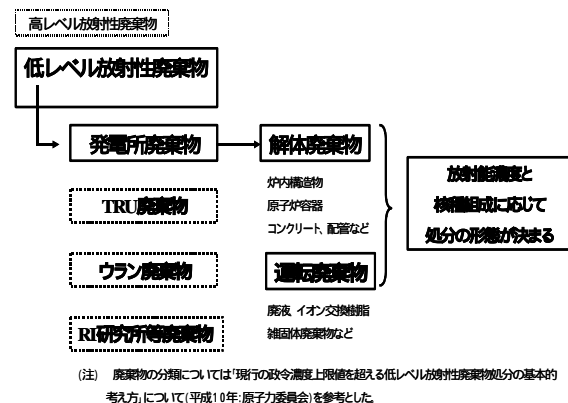 高レベル放射性廃棄物
低レベル放射性廃棄物
発電所廃棄物
解体廃棄物
炉内構造物
原子炉容器
コンクリート、配管など
放射能濃度と
核種組成に応じて
処分の形態が決まる
TRU廃棄物
ウラン廃棄物
運転廃棄物
廃液、イオン交換樹脂
雑固体廃棄物など
RI研究所等廃棄物
(注) 廃棄物の分類については「現行の政令濃度上限値を超える低レベル放射性廃棄物処分の基本的
考え方」について(平成10年:原子力委員会)を参考とした